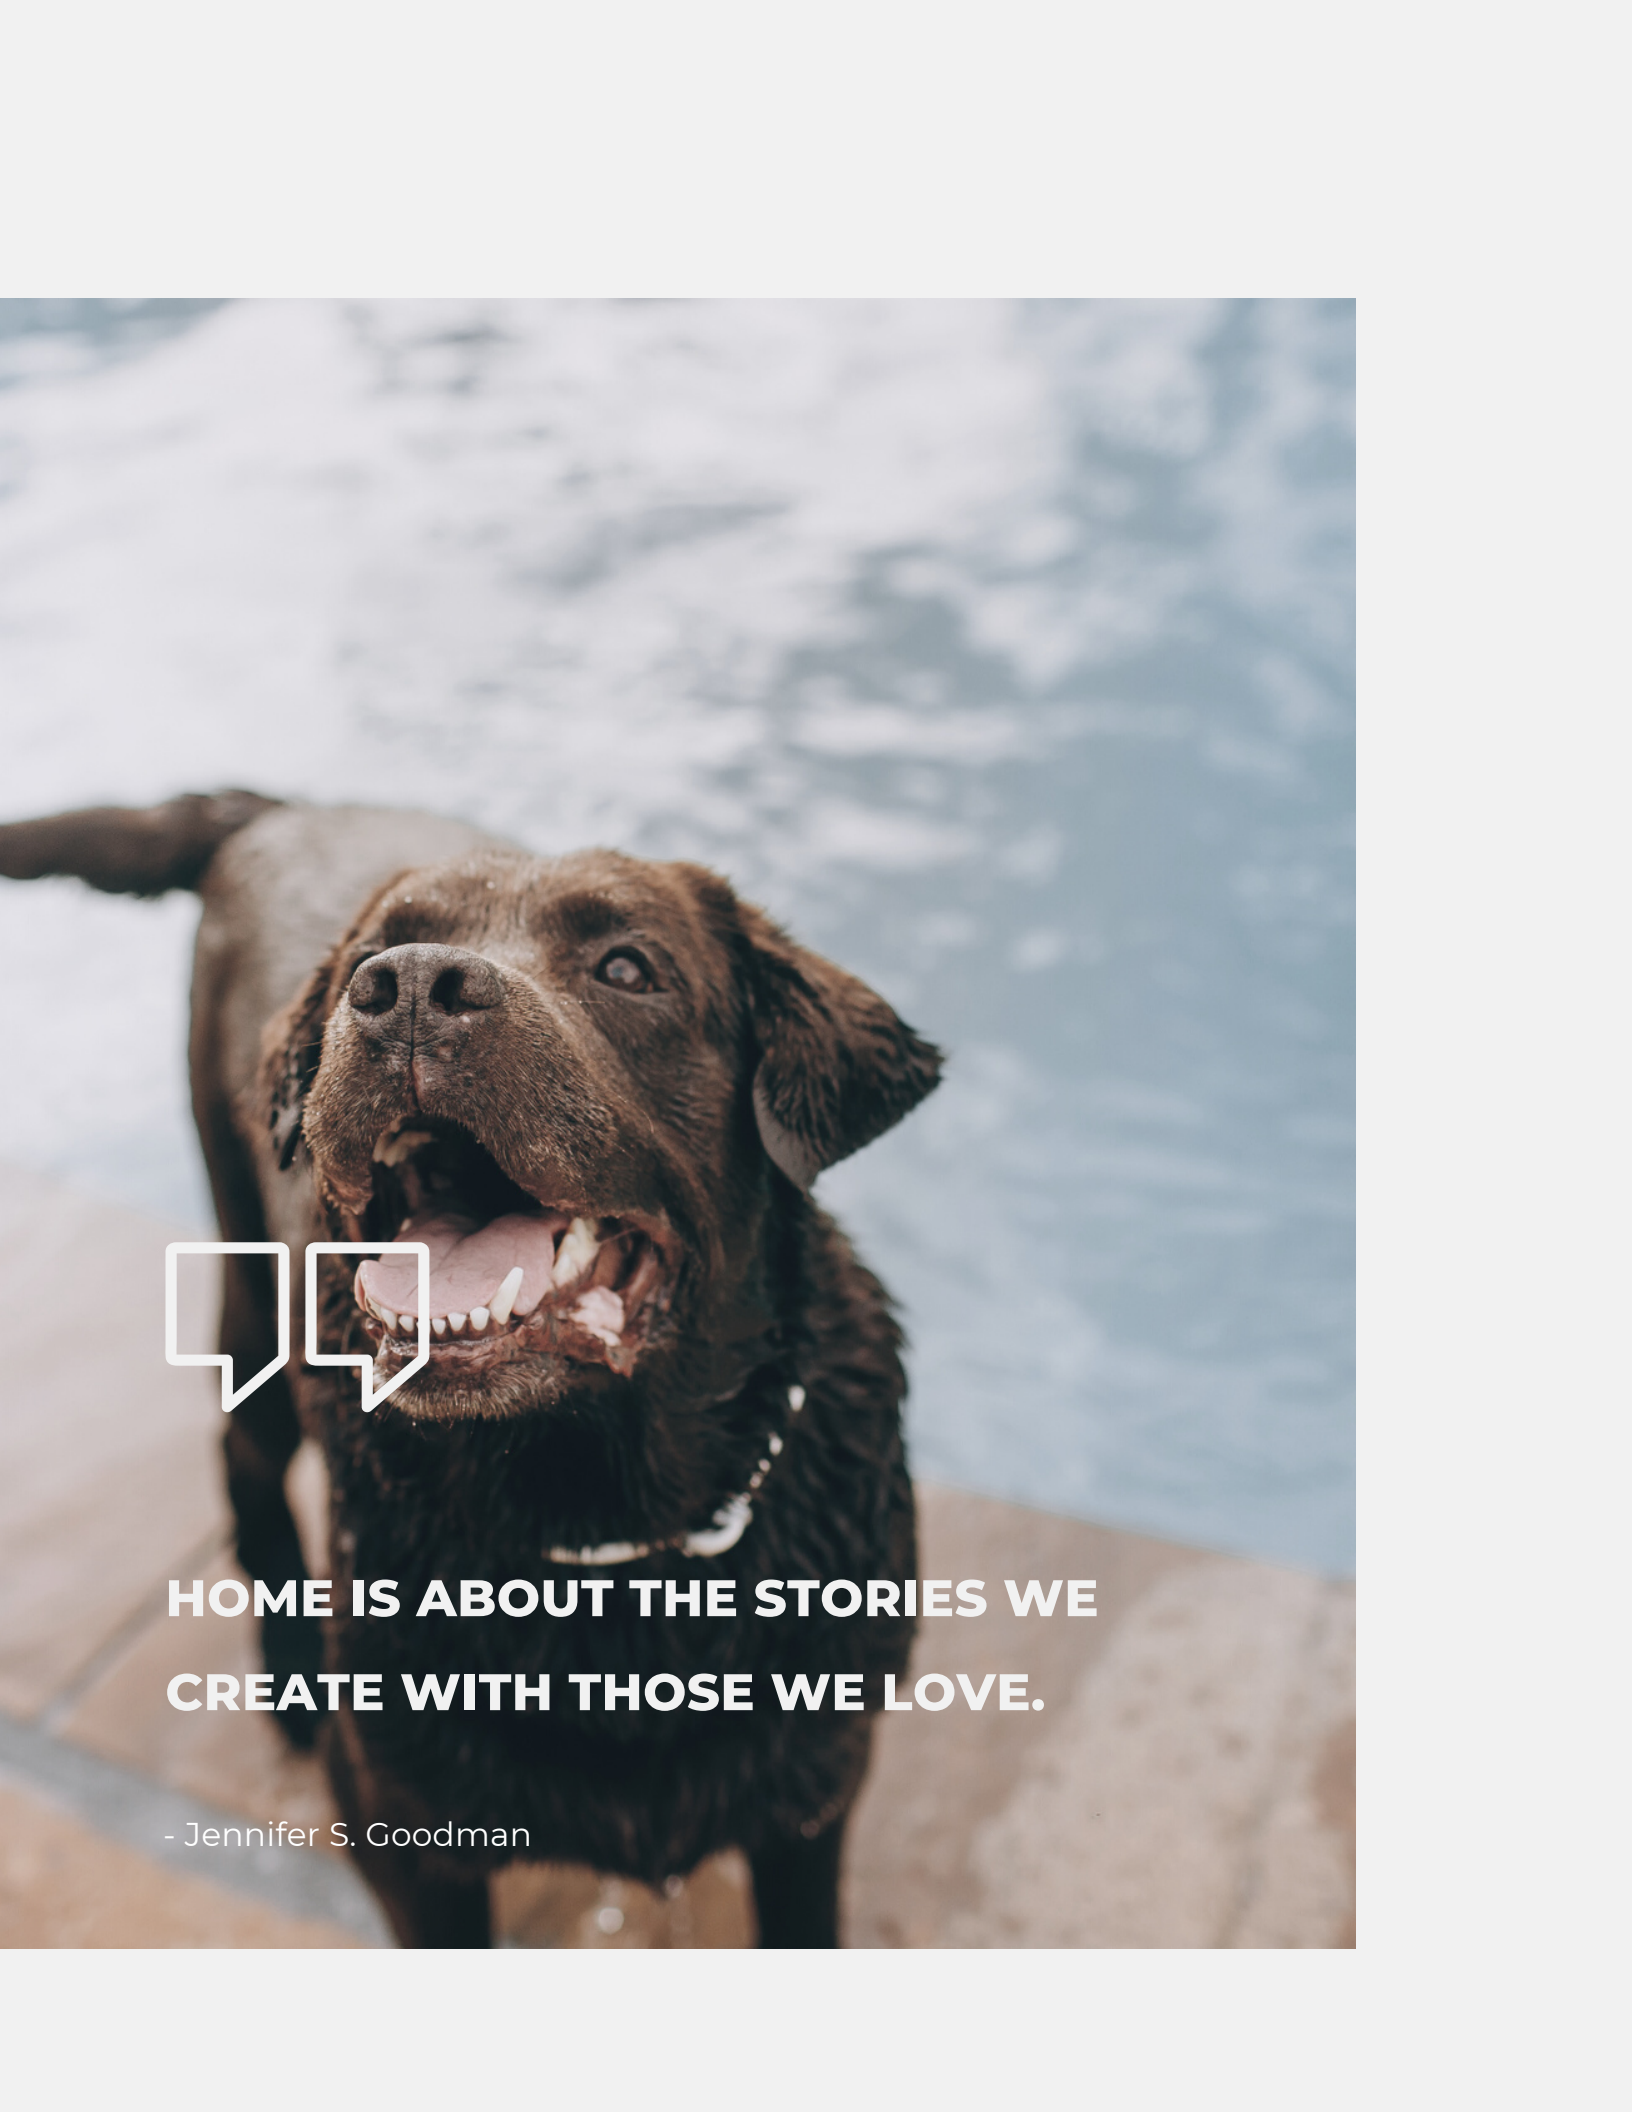 HOME IS ABOUT THE STORIES WE
CREATE WITH THOSE WE LOVE.
- Jennifer S. Goodman